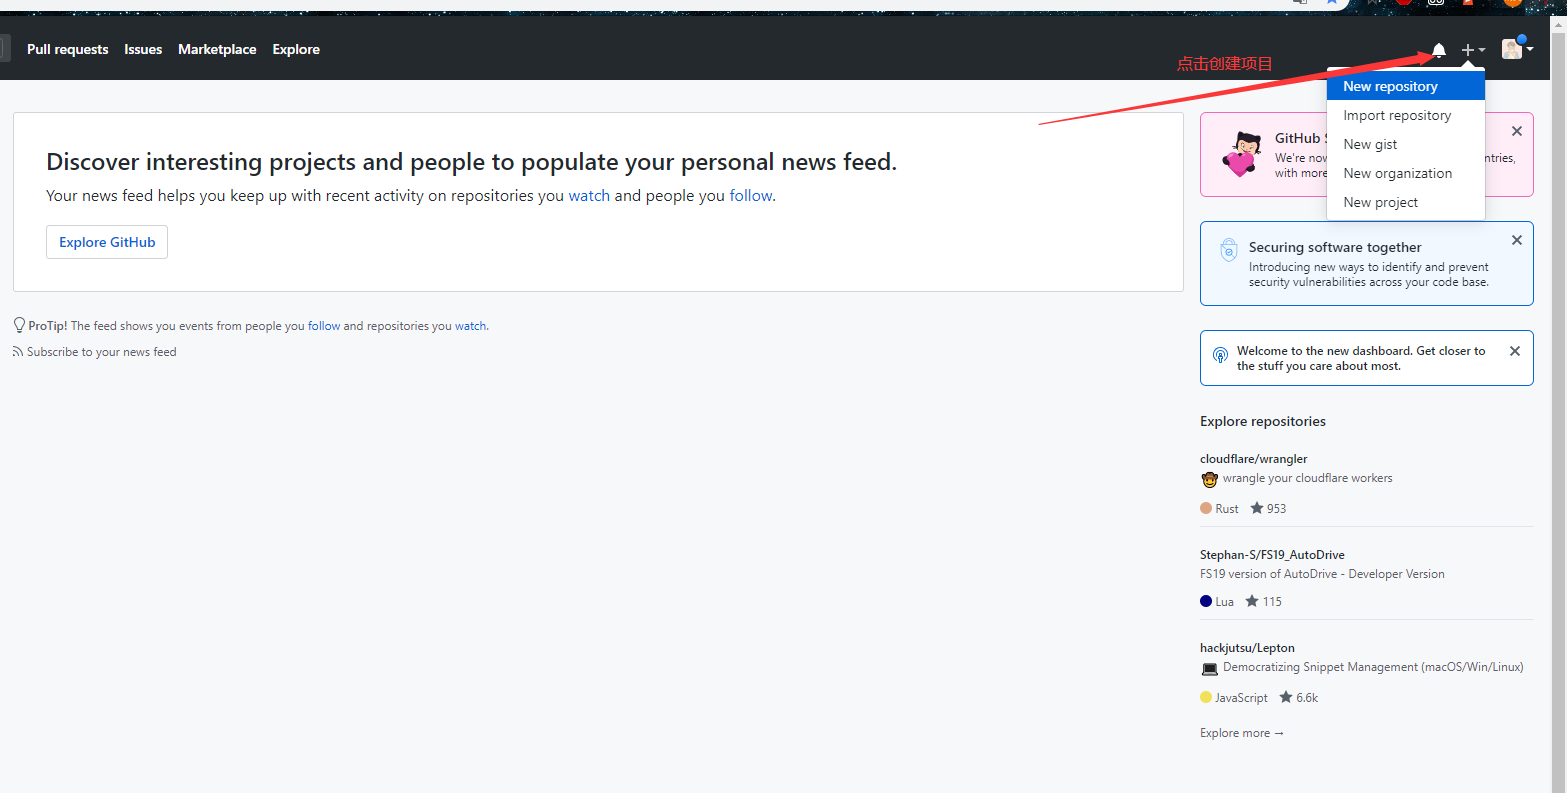 Pull requests Issues Marketplace Explore
点击创建项目
New repository
Import repository
New gist
New organization
New project
Discover interesting projects and people to populate your personal news feed.
Your news feed helps you keep up with recent activity on repositories you watch and people you follow.
Explore GitHub
ProTip! The feed shows you events from people you follow and repositories you watch.
Subscribe to your news feed
GitHub S
We're now
ntries,
with more
Securing software together
Introducing new ways to identify and prevent
security vulnerabilities across your code base.
Welcome to the new dashboard. Get closer to
the stuff you care about most.
Explore repositories
cloudflare/wrangler
wrangle your cloudflare workers
Rust 953
Stephan-S/FS19_AutoDrive
FS19 version of AutoDrive - Developer Version
Lua 115
hackjutsu/Lepton
Democratizing Snippet Management (macOS/Win/Linux)
JavaScript 6.6k
Explore more →